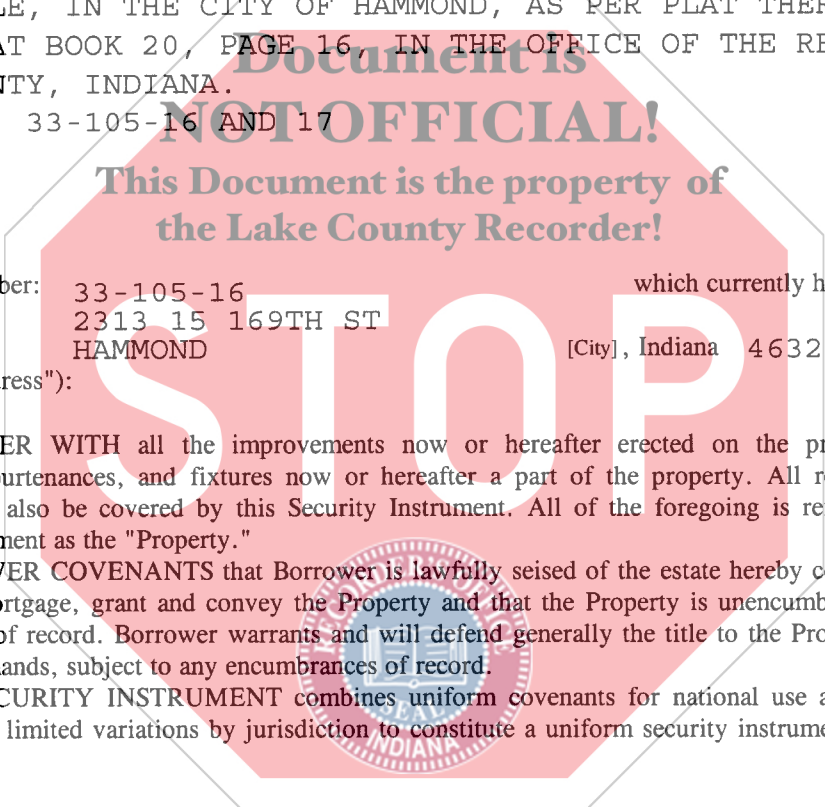 LE, IN THE CITY OF HAMMOND, AS PER PLAT THER
AT BOOK 20, PAGE 16, IN THE OFFICE OF THE RE
NTY, INDIANA.
33-105-16 AND 17
Document is
NOT OFFICIAL!
This Document is the property of
the Lake County Recorder!
ber: 33-105-16 which currently h
2313 15 169TH ST
HAMMOND [City], Indiana 4632
ress"):
STOP
ER WITH all the improvements now or hereafter erected on the pr
urtenances, and fixtures now or hereafter a part of the property. All r
also be covered by this Security Instrument. All of the foregoing is re
ment as the "Property."
VER COVENANTS that Borrower is lawfully seised of the estate hereby c
ortgage, grant and convey the Property and that the Property is unencumb
of record. Borrower warrants and will defend generally the title to the Pro
ands, subject to any encumbrances of record.
CURITY INSTRUMENT combines uniform covenants for national use a
limited variations by jurisdiction to constitute a uniform security instrume
RECORDER'S OFFICE
SEAL
INDIANA